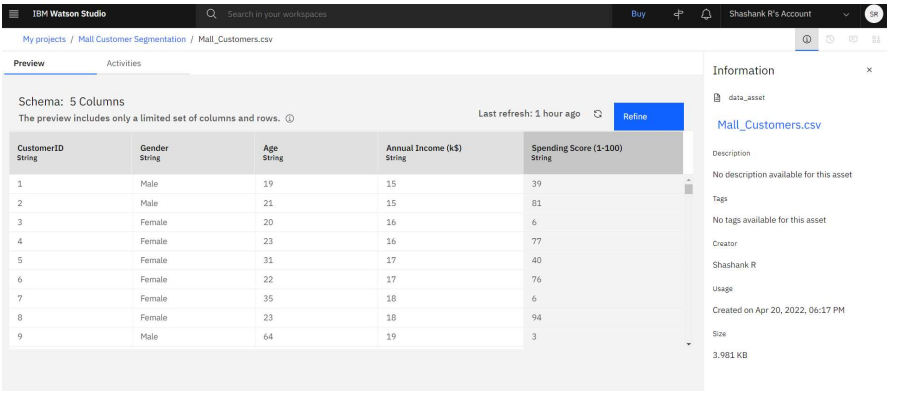 IBM Watson Studio
Search in your workspaces
Buy
Shashank R's Account
SR
My projects / Mall Customer Segmentation / Mall_Customers.csv
Preview Activities
Schema: 5 Columns
The preview includes only a limited set of columns and rows.
Last refresh: 1 hour ago
Refine
CustomerID Gender Age Annual Income (k$) Spending Score (1-100)
String String String String String
1 Male 19 15 39
2 Male 21 15 81
3 Female 20 16 6
4 Female 23 16 77
5 Female 31 17 40
6 Female 22 17 76
7 Female 35 18 6
8 Female 23 18 94
9 Male 64 19 3
Information
data_asset
Mall_Customers.csv
Description
No description available for this asset
Tags
No tags available for this asset
Creator
Shashank R
Usage
Created on Apr 20, 2022, 06:17 PM
Size
3.981 KB